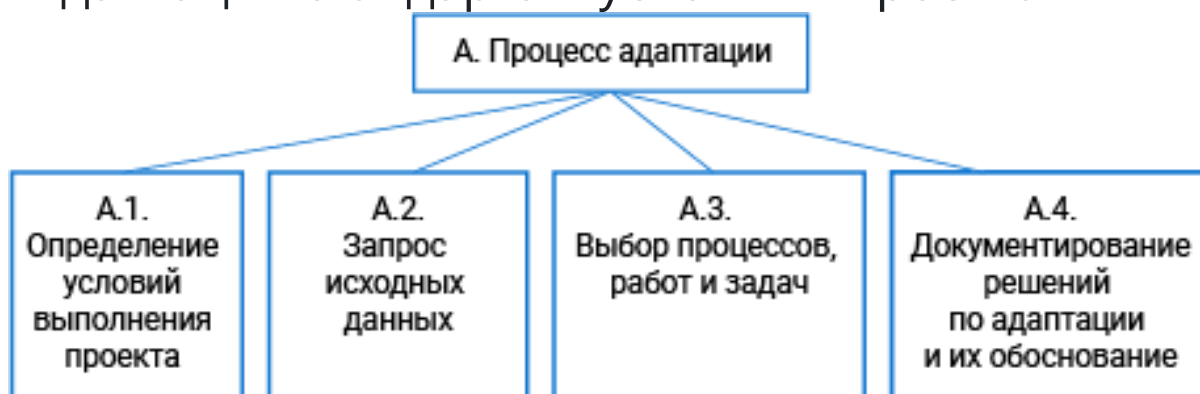 А. Процесс адаптации
А.1.
Определение
условий
выполнения
проекта
А.2.
Запрос
исходных
данных
А.3.
Выбор процессов,
работ и задач
А.4.
Документирование
решений
по адаптации
и их обоснование